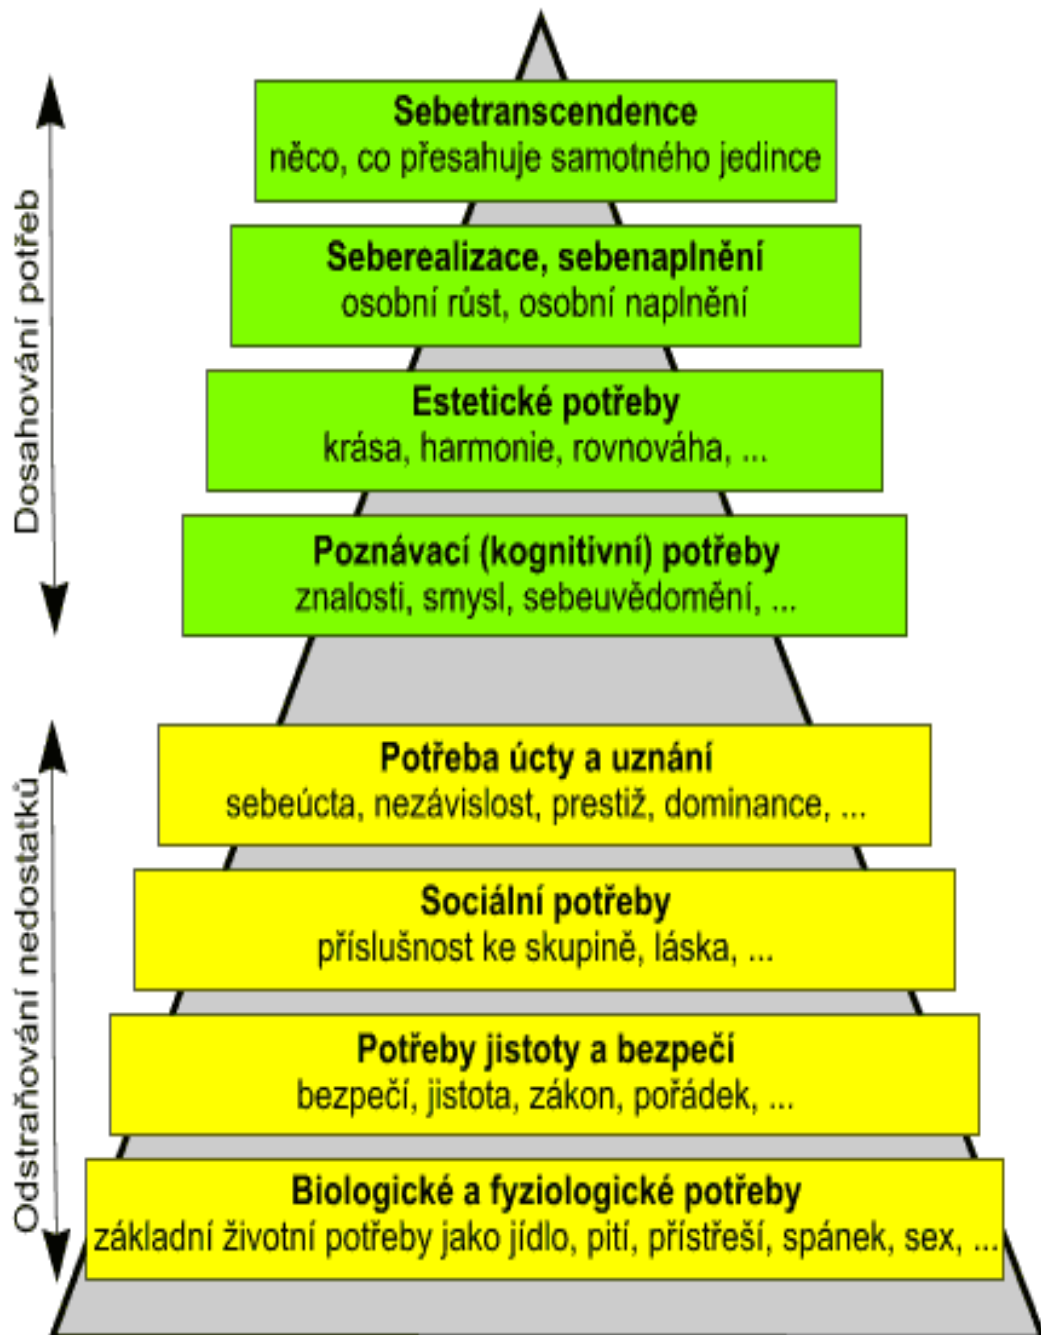 Sebetranscendence
něco, co přesahuje samotného jedince
Seberealizace, sebenaplnění
osobní růst, osobní naplnění
Estetické potřeby
krása, harmonie, rovnováha, ...
Poznávací (kognitivní) potřeby
znalosti, smysl, sebeuvědomění, ...
Dosahování potřeb
Potřeba úcty a uznání
sebeúcta, nezávislost, prestiž, dominance, ...
Sociální potřeby
příslušnost ke skupině, láska, ...
Potřeby jistoty a bezpečí
bezpečí, jistota, zákon, pořádek, ...
Biologické a fyziologické potřeby
základní životní potřeby jako jídlo, pití, přístřeší, spánek, sex, ...
Odstraňování nedostatků